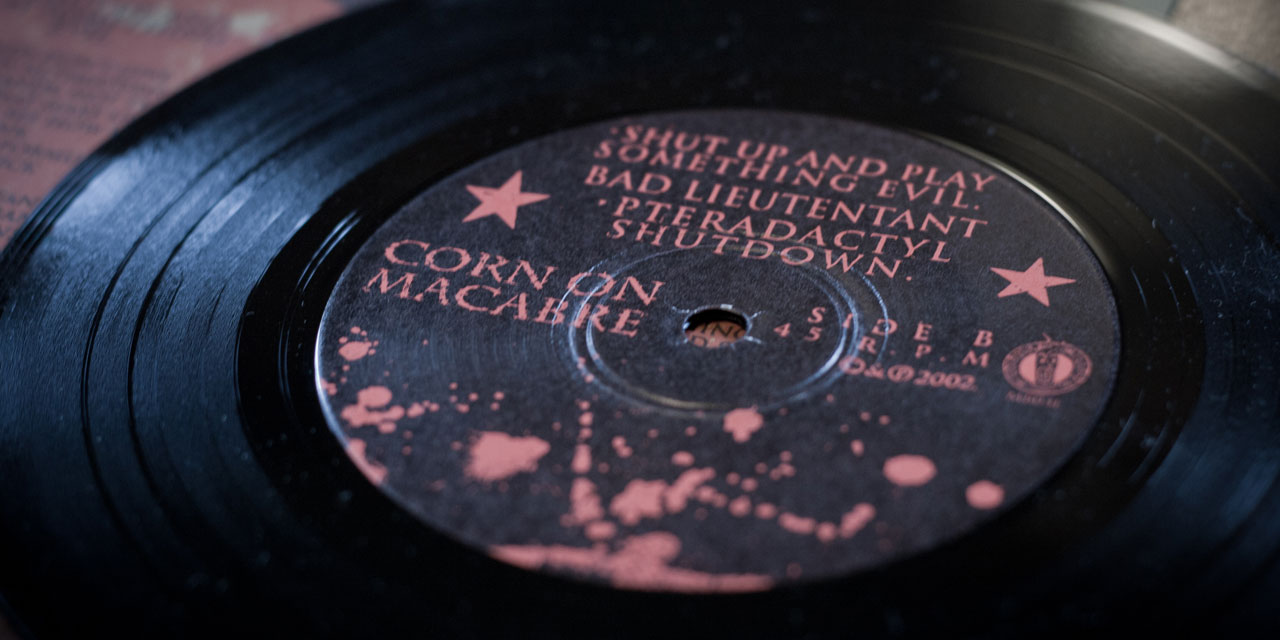 ·SHUT UP AND PLAY
SOMETHING EVIL.
BAD LIEUTENTANT
·PTERADACTYL
SHUTDOWN.·
CORN ON
MACABRE
SIDE B
45 R.P.M
©&℗2002.